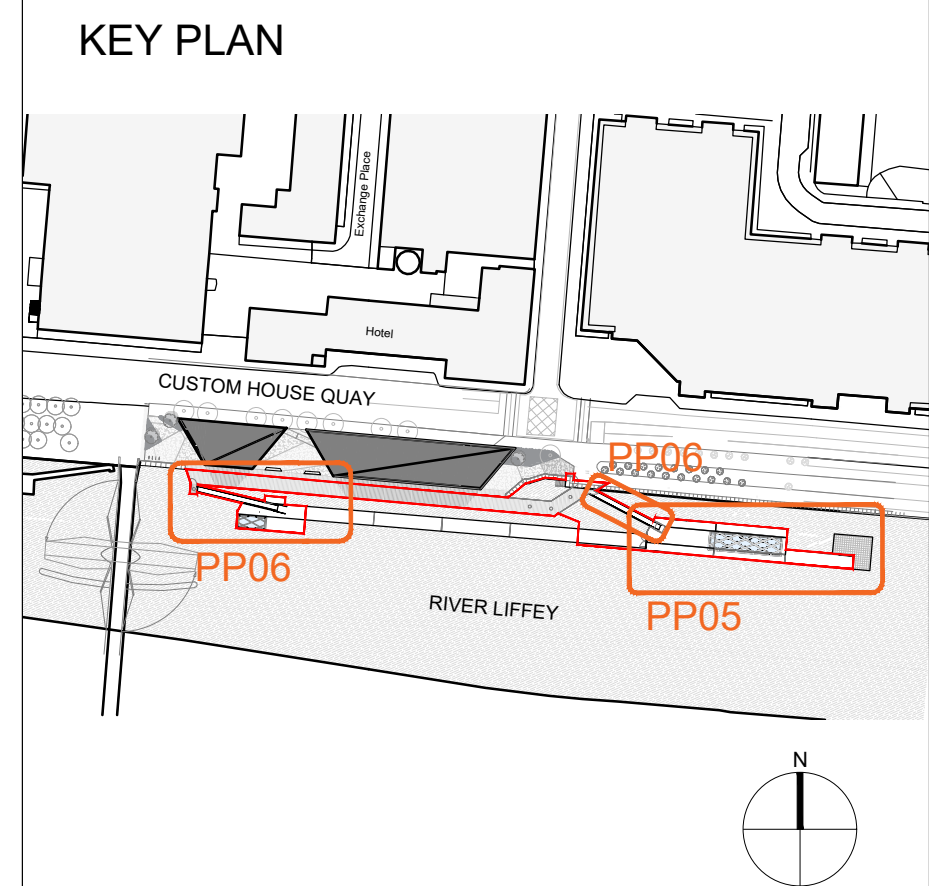 KEY PLAN
Exchange Place
Hotel
CUSTOM HOUSE QUAY
PP06
PP06
PP05
RIVER LIFFEY
N